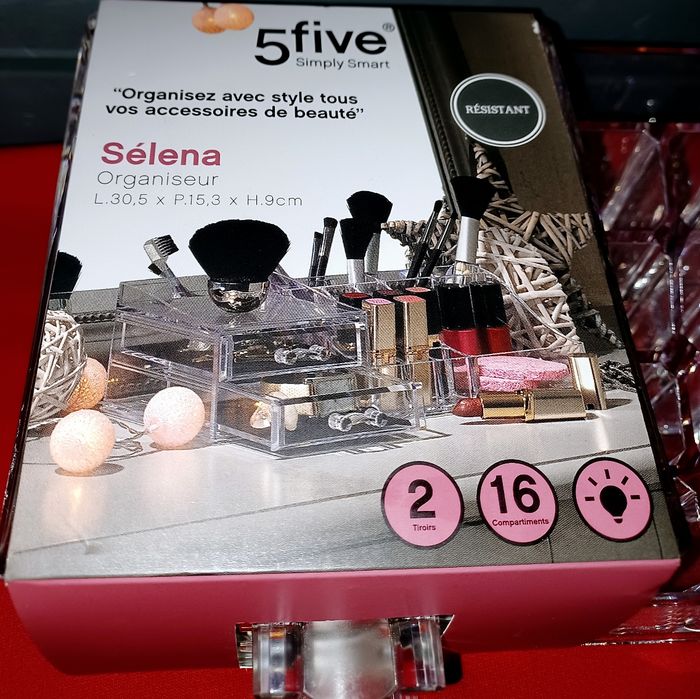 5five®
Simply Smart
"Organisez avec style tous
vos accessoires de beauté"
RÉSISTANT
Sélena
Organiseur
L.30,5 x P.15,3 x H.9cm
2
Tiroirs
16
Compartiments